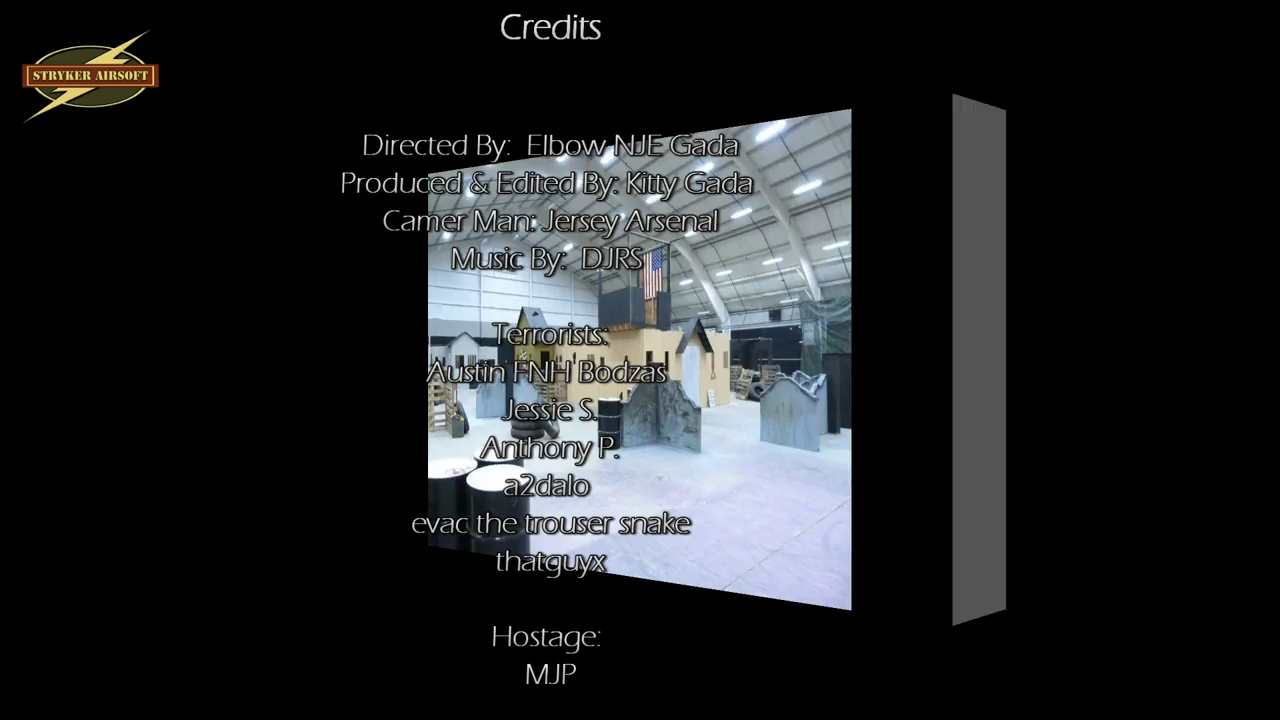 Credits
STRYKER AIRSOFT
Directed By: Elbow NJE Gada
Produced & Edited By: Kitty Gada
Camer Man: Jersey Arsenal
Music By: DJRS
Terrorists:
Austin FNH Bodzas
Jessie S.
Anthony P.
a2dalo
evac the trouser snake
thatguyx
Hostage:
MJP